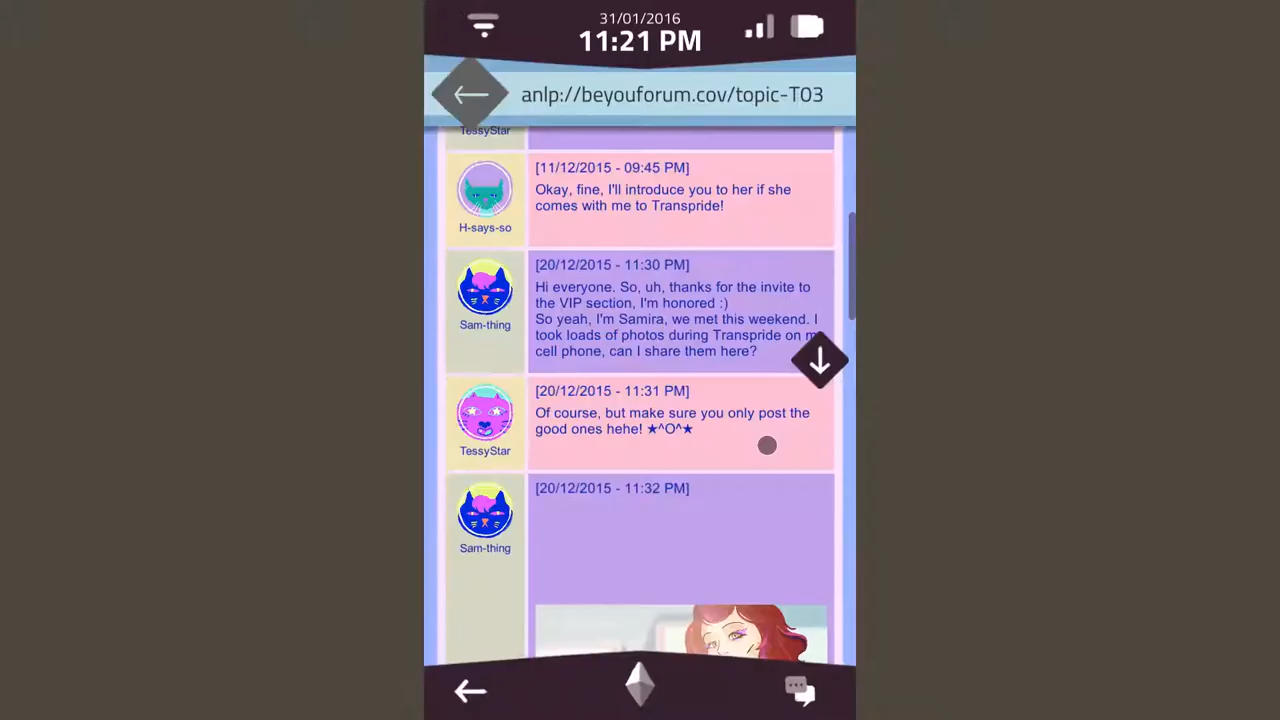 31/01/2016
11:21 PM
anlp://beyouforum.cov/topic-T03
TessyStar
[11/12/2015 - 09:45 PM]
Okay, fine, I'll introduce you to her if she
comes with me to Transpride!
H-says-so
[20/12/2015 - 11:30 PM]
Hi everyone. So, uh, thanks for the invite to
the VIP section, I'm honored :)
So yeah, I'm Samira, we met this weekend. I
took loads of photos during Transpride on my
cell phone, can I share them here?
Sam-thing
[20/12/2015 - 11:31 PM]
Of course, but make sure you only post the
good ones hehe! ★^O^★
TessyStar
[20/12/2015 - 11:32 PM]
Sam-thing